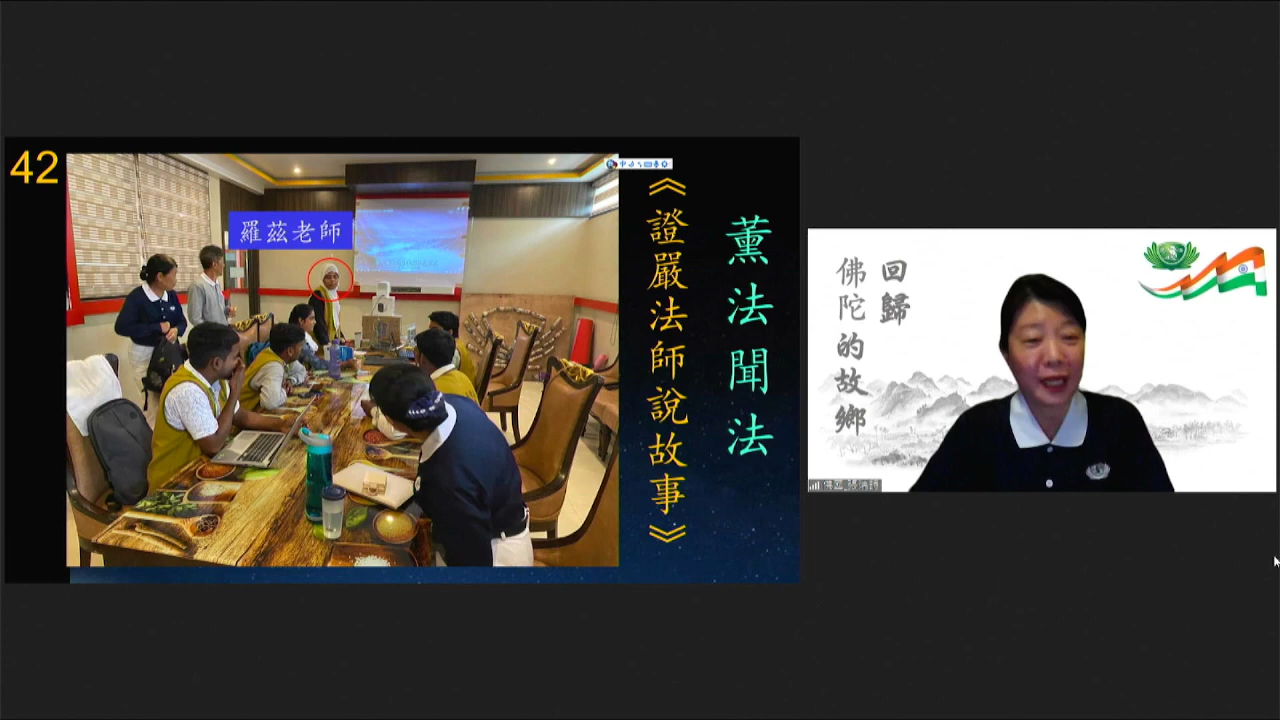 42
羅茲老師
薰法聞法
《證嚴法師說故事》
回歸
佛陀的故鄉